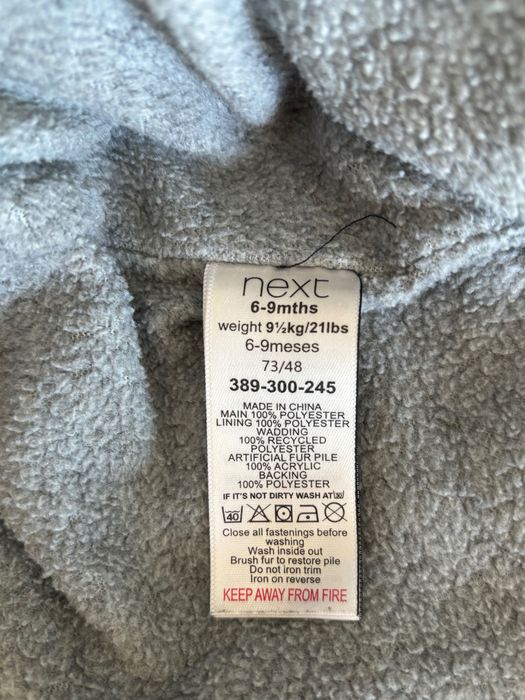 next
6-9mths
weight 9½kg/21lbs
6-9meses
73/48
389-300-245
MADE IN CHINA
MAIN 100% POLYESTER
LINING 100% POLYESTER
WADDING
100% RECYCLED
POLYESTER
ARTIFICIAL FUR PILE
100% ACRYLIC
BACKING
100% POLYESTER
IF IT'S NOT DIRTY WASH AT
40
Close all fastenings before
washing
Wash inside out
Brush fur to restore pile
Do not iron trim
Iron on reverse
KEEP AWAY FROM FIRE